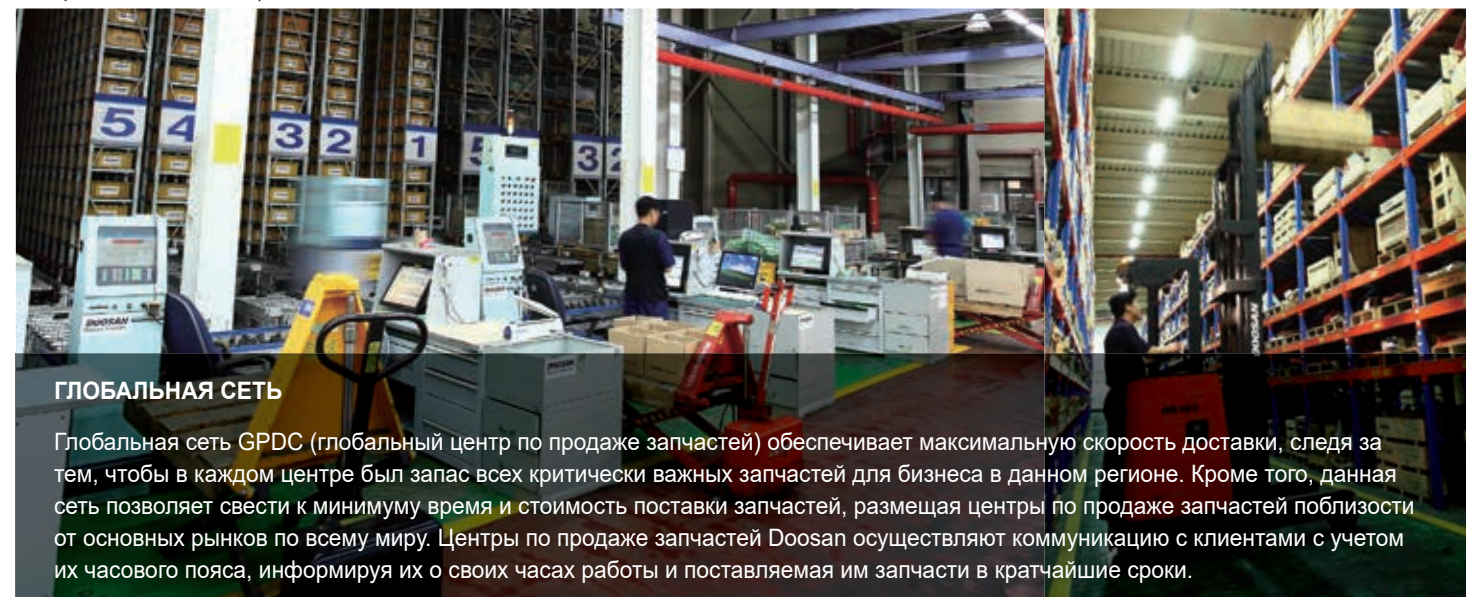 5 4 3 2 1 5 3 2
DOOSAN
DOOSAN
ГЛОБАЛЬНАЯ СЕТЬ
Глобальная сеть GPDC (глобальный центр по продаже запчастей) обеспечивает максимальную скорость доставки, следя за
тем, чтобы в каждом центре был запас всех критически важных запчастей для бизнеса в данном регионе. Кроме того, данная
сеть позволяет свести к минимуму время и стоимость поставки запчастей, размещая центры по продаже запчастей поблизости
от основных рынков по всему миру. Центры по продаже запчастей Doosan осуществляют коммуникацию с клиентами с учетом
их часового пояса, информируя их о своих часах работы и поставляемая им запчасти в кратчайшие сроки.